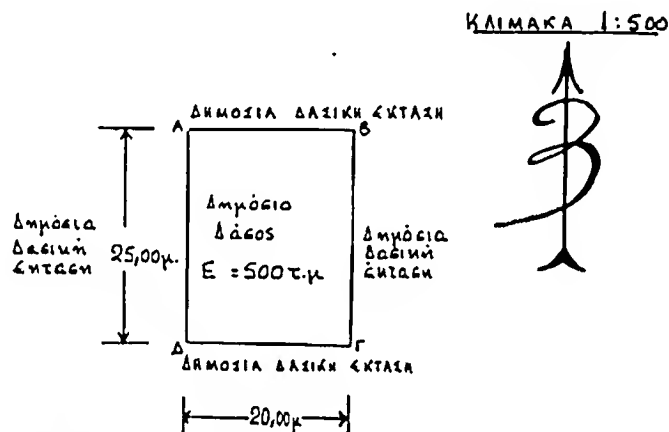 ΚΛΙΜΑΚΑ 1:500
ΔΗΜΟΣΙΑ ΔΑΣΙΚΗ ΕΚΤΑΣΗ
Α
Β
Δημόσιο
Δάσος
Ε = 500 τ.μ
Δημόσια
Δασική
Έκταση
25,00μ.
Δημόσια
Δασική
έκταση
Δ
Γ
ΔΗΜΟΣΙΑ ΔΑΣΙΚΗ ΕΚΤΑΣΗ
20,00μ